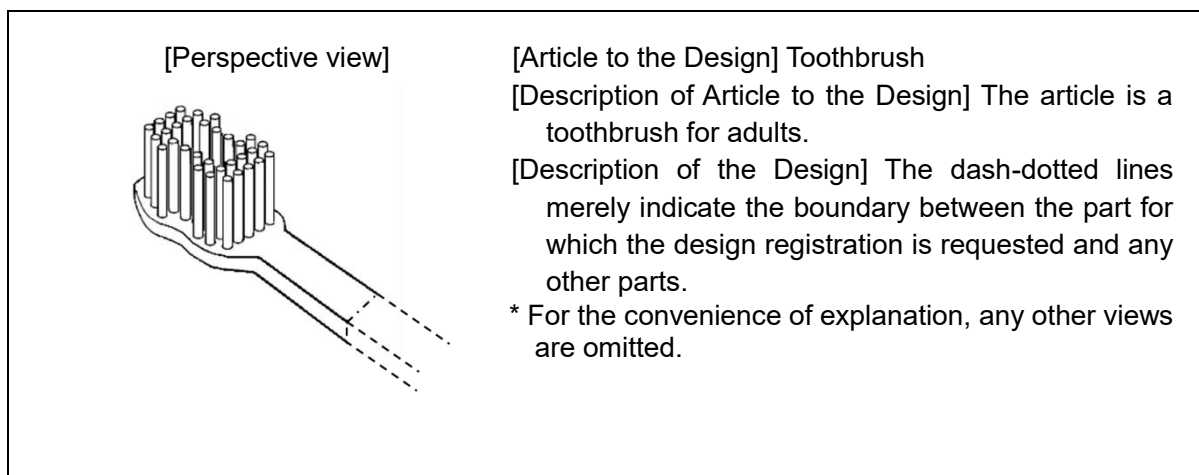 [Perspective view]
[Article to the Design] Toothbrush
[Description of Article to the Design] The article is a
toothbrush for adults.
[Description of the Design] The dash-dotted lines
merely indicate the boundary between the part for
which the design registration is requested and any
other parts.
* For the convenience of explanation, any other views
are omitted.